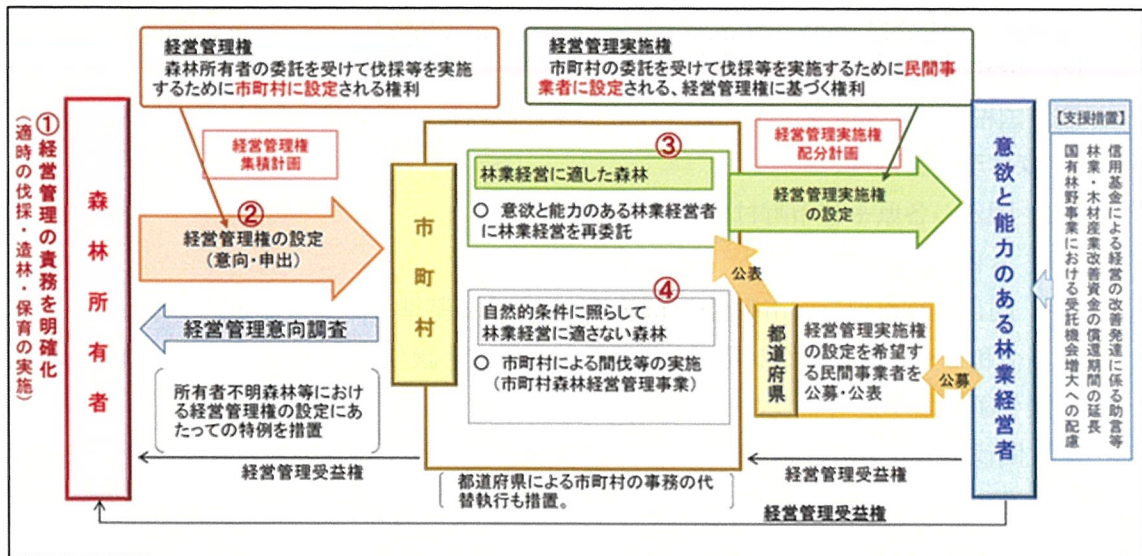 経営管理権
森林所有者の委託を受けて伐採等を実施
するために市町村に設定される権利
経営管理実施権
市町村の委託を受けて伐採等を実施するために民間事
業者に設定される、経営管理権に基づく権利
①経営管理の責務を明確化
(適時の伐採・造林・保育の実施)
森林所有者
経営管理権
集積計画
②
経営管理権の設定
(意向・申出)
経営管理意向調査
所有者不明森林等にお
ける経営管理権の設定にあ
たっての特例を措置
経営管理受益権
市町村
③
林業経営に適した森林
○ 意欲と能力のある林業経営者
に林業経営を再委託
④
自然的条件に照らして
林業経営に適さない森林
○ 市町村による間伐等の実施
(市町村森林経営管理事業)
都道府県による市町村の事務の代
替執行も措置。
経営管理実施権
配分計画
経営管理実施権
の設定
公表
都道府県
経営管理実施権
の設定を希望す
る民間事業者を
公募・公表
公募
経営管理受益権
経営管理受益権
意欲と能力のある林業経営者
【支援措置】
信用基金による経営の改善発達に係る助言等
林業・木材産業改善資金の償還期間の延長
国有林野事業における受託機会増大への配慮